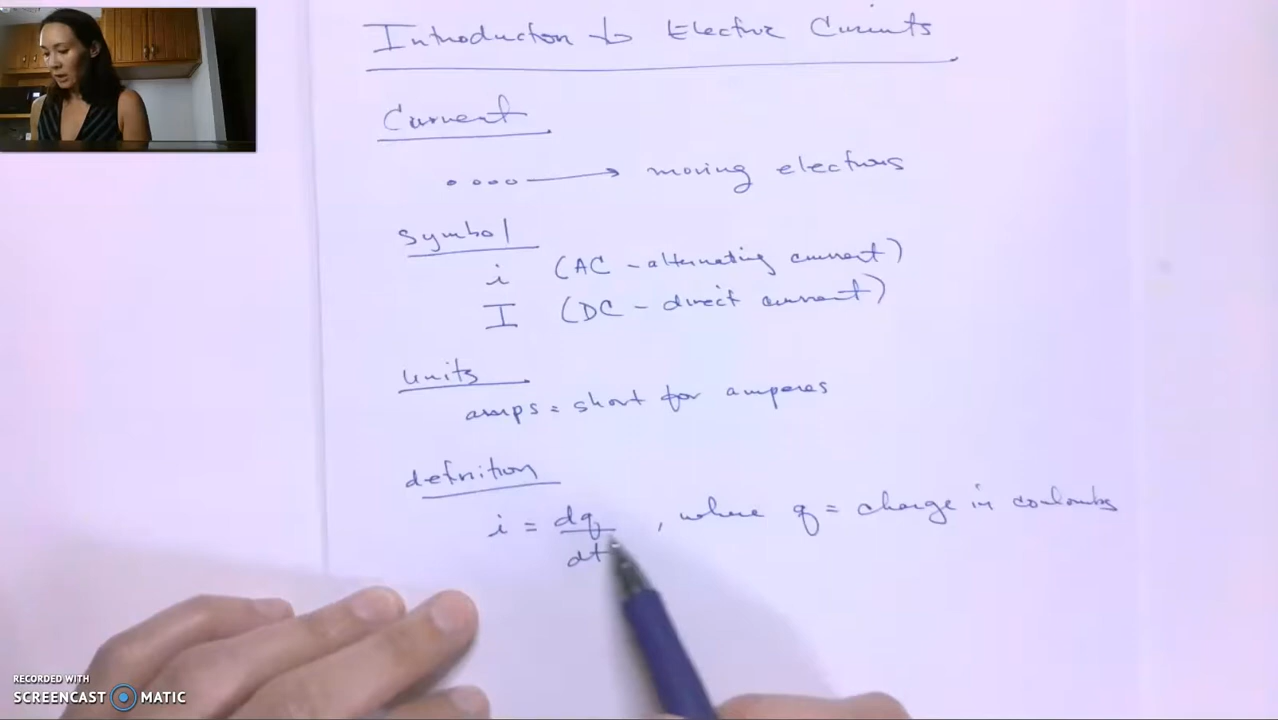 Introduction to Electric Circuits
Current
moving electrons
symbol
i (AC - alternating current)
I (DC - direct current)
units
amps = short for amperes
definition
i = dq/dt , where q = charge in coulombs
RECORDED WITH
SCREENCAST MATIC